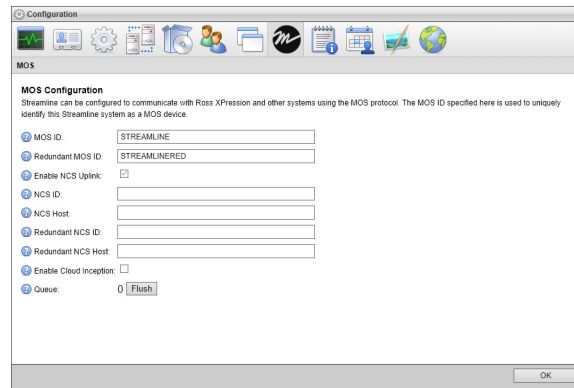 Configuration
MOS
MOS Configuration
Streamline can be configured to communicate with Ross XPression and other systems using the MOS protocol. The MOS ID specified here is used to uniquely
identify this Streamline system as a MOS device.
MOS ID: STREAMLINE
Redundant MOS ID: STREAMLINERED
Enable NCS Uplink:
NCS ID:
NCS Host:
Redundant NCS ID:
Redundant NCS Host:
Enable Cloud Inception:
Queue: 0 Flush
OK